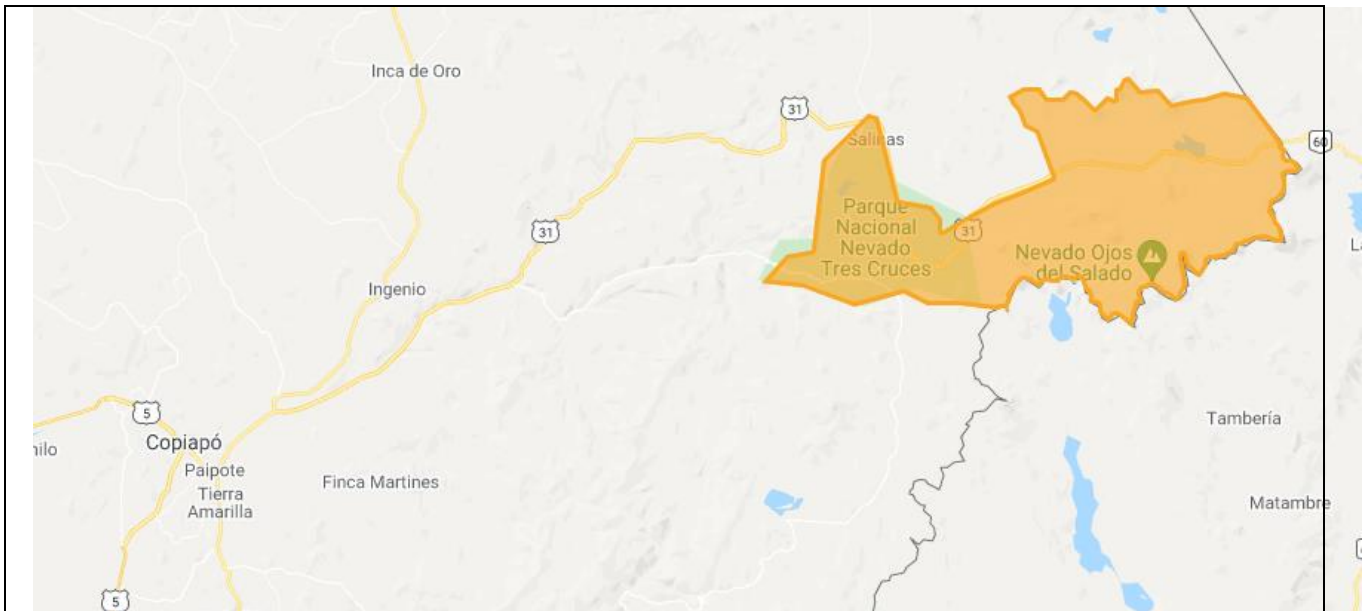 Inca de Oro
31
Salinas
60
Parque
Nacional
Nevado
Tres Cruces
31
31
Nevado Ojos
del Salado
Ingenio
5
Copiapó
Paipote
Tierra
Amarilla
Finca Martines
Tambería
Matambre
5